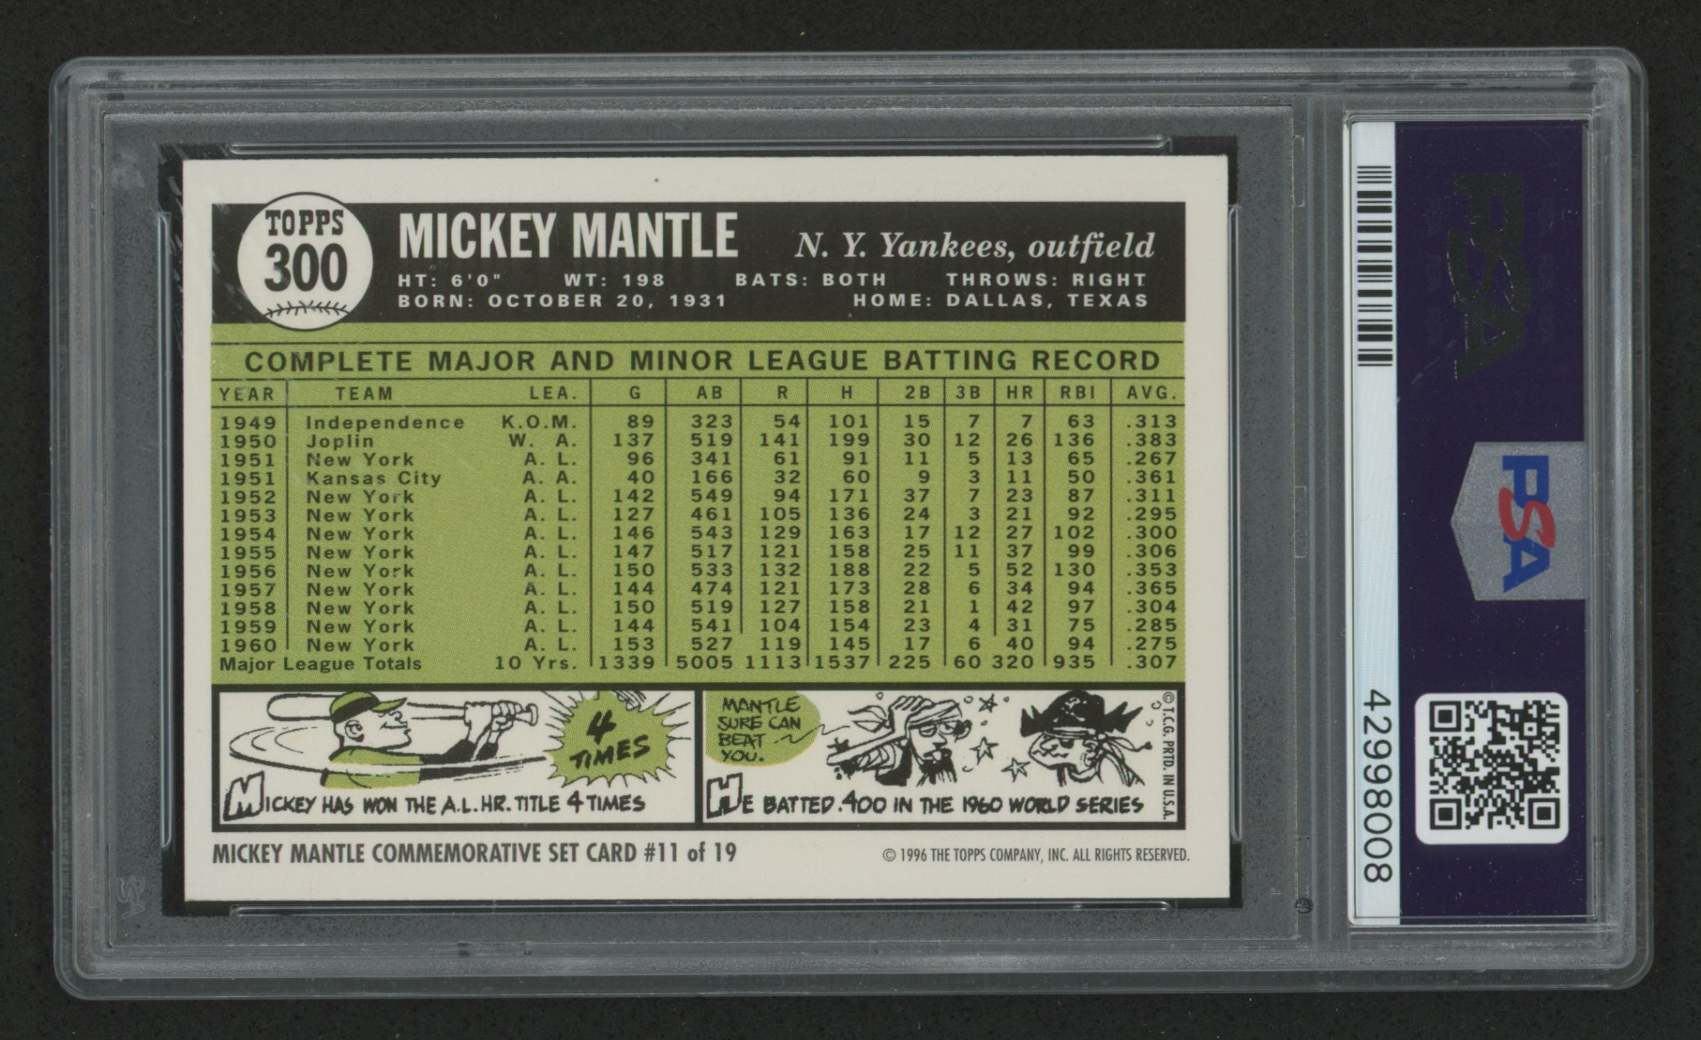 TOPPS
300
MICKEY MANTLE
N. Y. Yankees, outfield
HT: 6'0" WT: 198 BATS: BOTH THROWS: RIGHT
BORN: OCTOBER 20, 1931 HOME: DALLAS, TEXAS
COMPLETE MAJOR AND MINOR LEAGUE BATTING RECORD
YEAR TEAM LEA. G AB R H 2B 3B HR RBI AVG.
1949 Independence K.O.M. 89 323 54 101 15 7 7 63 .313
1950 Joplin W. A. 137 519 141 199 30 12 26 136 .383
1951 New York A. L. 96 341 61 91 11 5 13 65 .267
1951 Kansas City A. A. 40 166 32 60 9 3 11 50 .361
1952 New York A. L. 142 549 94 171 37 7 23 87 .311
1953 New York A. L. 127 461 105 136 24 3 21 92 .295
1954 New York A. L. 146 543 129 163 17 12 27 102 .300
1955 New York A. L. 147 517 121 158 25 11 37 99 .306
1956 New York A. L. 150 533 132 188 22 5 52 130 .353
1957 New York A. L. 144 474 121 173 28 6 34 94 .365
1958 New York A. L. 150 519 127 158 21 1 42 97 .304
1959 New York A. L. 144 541 104 154 23 4 31 75 .285
1960 New York A. L. 153 527 119 145 17 6 40 94 .275
Major League Totals 10 Yrs. 1339 5005 1113 1537 225 60 320 935 .307
4
TIMES
MICKEY HAS WON THE A.L. HR. TITLE 4 TIMES
MANTLE
SURE CAN
BEAT
YOU.
HE BATTED .400 IN THE 1960 WORLD SERIES
© T.C.G. PRTD. IN U.S.A.
MICKEY MANTLE COMMEMORATIVE SET CARD #11 of 19
© 1996 THE TOPPS COMPANY, INC. ALL RIGHTS RESERVED.
42998008
PSA
PSA
PSA